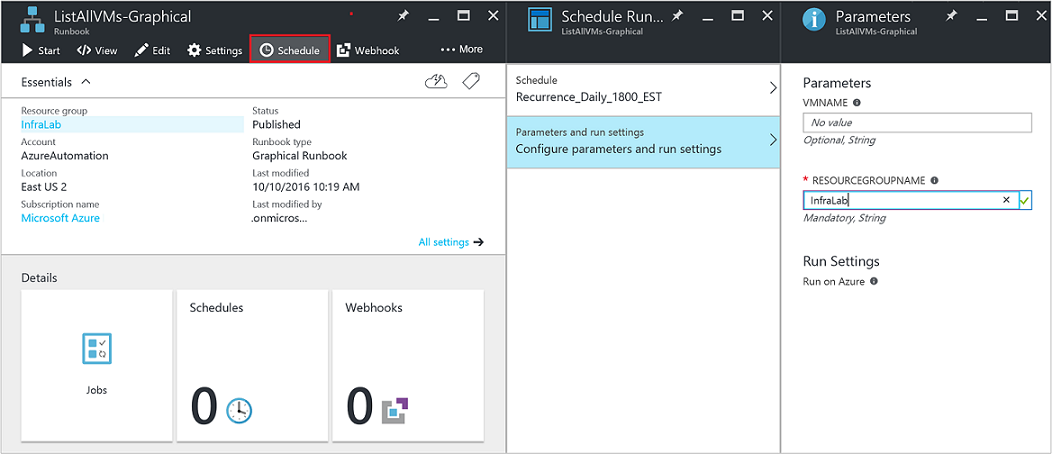 ListAllVMs-Graphical
Runbook
Start View Edit Settings Schedule Webhook ••• More
Essentials
Resource group
InfraLab
Status
Published
Account
AzureAutomation
Runbook type
Graphical Runbook
Location
East US 2
Last modified
10/10/2016 10:19 AM
Subscription name
Microsoft Azure
Last modified by
.onmicros...
All settings
Details
Jobs
Schedules
0
Webhooks
0
Schedule Run...
ListAllVMs-Graphical
Schedule
Recurrence_Daily_1800_EST
Parameters and run settings
Configure parameters and run settings
Parameters
ListAllVMs-Graphical
Parameters
VMNAME
No value
Optional, String
* RESOURCEGROUPNAME
InfraLab
Mandatory, String
Run Settings
Run on Azure